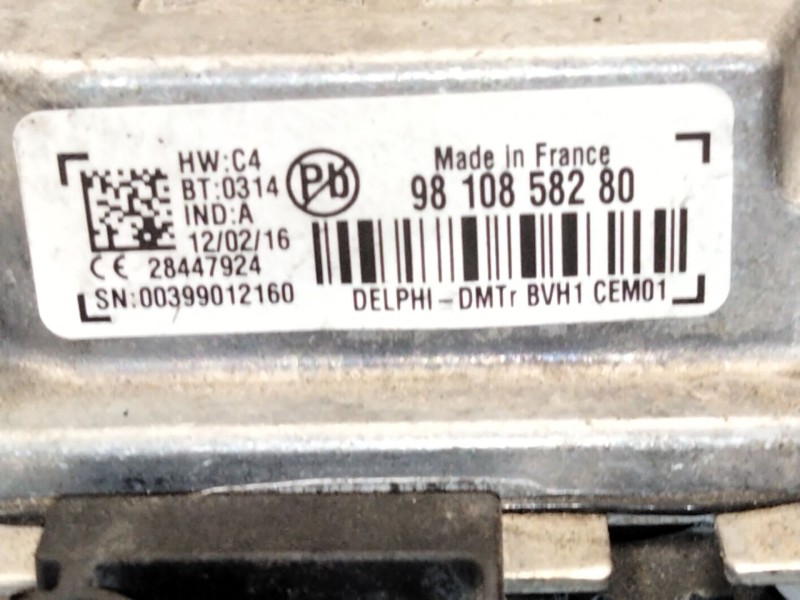 HW:C4
BT:0314
IND:A
12/02/16
CE 28447924
SN:00399012160
Pb
Made in France
98 108 582 80
DELPHI-DMTr BVH1 CEM01